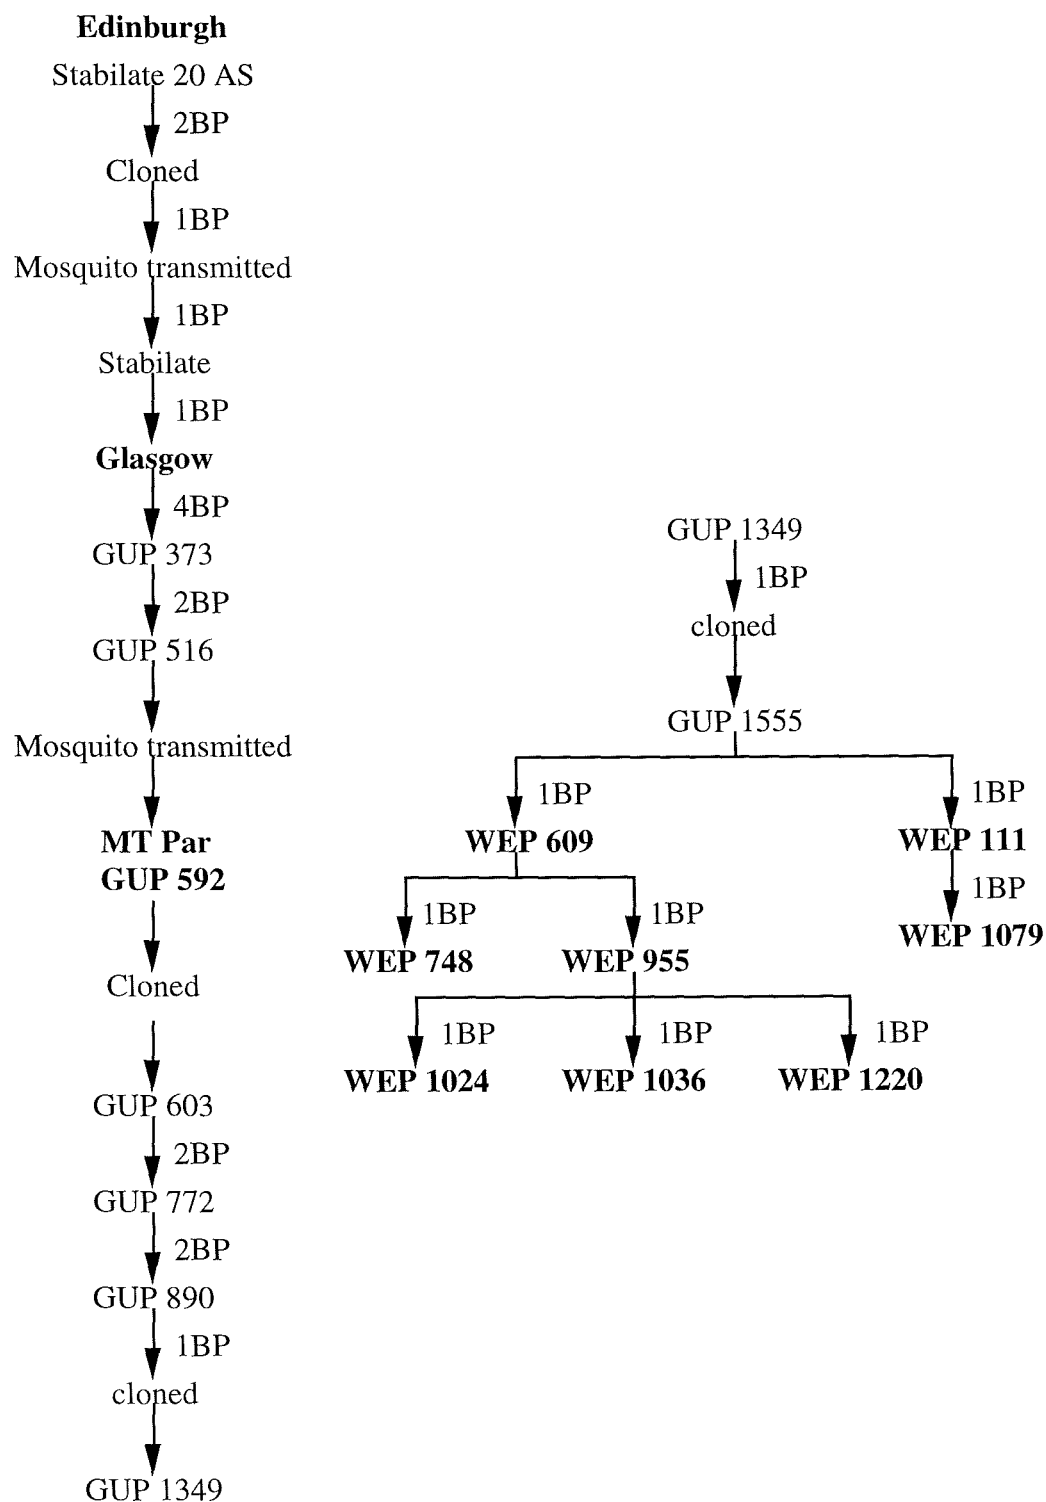 Edinburgh
Stabilate 20 AS
2BP
Cloned
1BP
Mosquito transmitted
1BP
Stabilate
1BP
Glasgow
4BP
GUP 373
2BP
GUP 516
Mosquito transmitted
MT Par
GUP 592
Cloned
GUP 603
2BP
GUP 772
2BP
GUP 890
1BP
cloned
GUP 1349
GUP 1349
1BP
cloned
GUP 1555
1BP 1BP
WEP 609 WEP 111
1BP 1BP 1BP
WEP 748 WEP 955 WEP 1079
1BP 1BP 1BP
WEP 1024 WEP 1036 WEP 1220